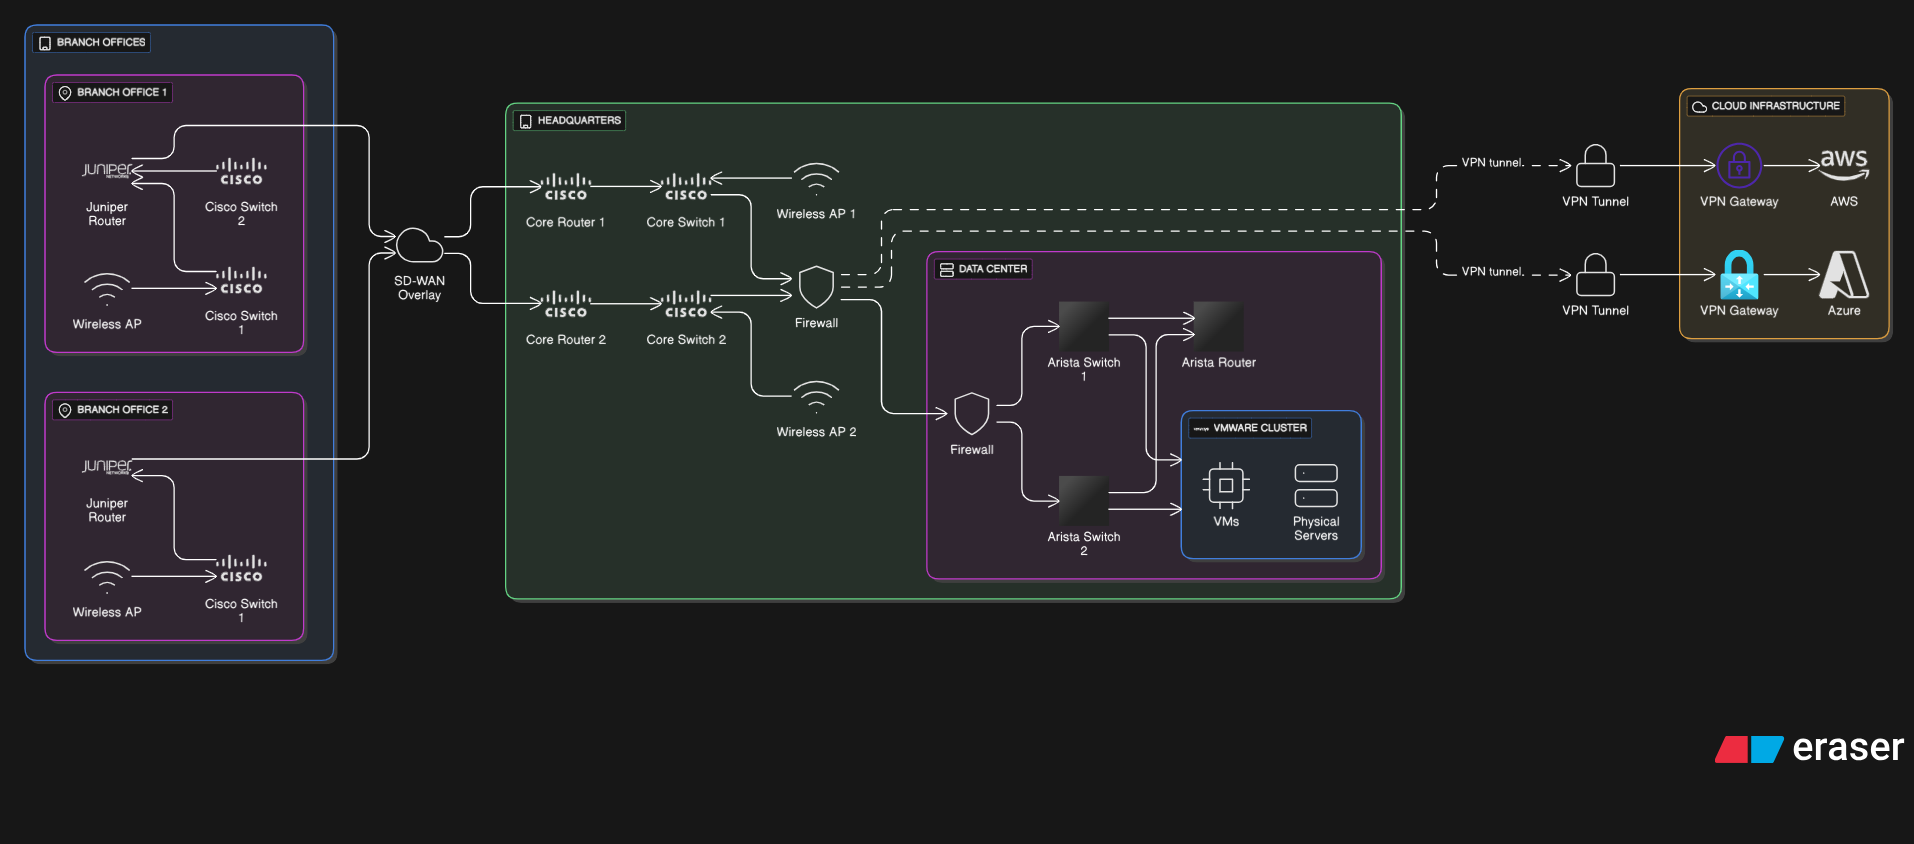 BRANCH OFFICES
BRANCH OFFICE 1
JUNIPER
NETWORKS
Juniper
Router
CISCO
Cisco Switch
2
Wireless AP
CISCO
Cisco Switch
1
BRANCH OFFICE 2
JUNIPER
NETWORKS
Juniper
Router
Wireless AP
CISCO
Cisco Switch
1
SD-WAN
Overlay
HEADQUARTERS
CISCO
Core Router 1
CISCO
Core Switch 1
Wireless AP 1
CISCO
Core Router 2
CISCO
Core Switch 2
Firewall
Wireless AP 2
DATA CENTER
Firewall
Arista Switch
1
Arista Router
Arista Switch
2
VMWARE CLUSTER
VMs
Physical
Servers
VPN tunnel.
VPN Tunnel
VPN tunnel.
VPN Tunnel
CLOUD INFRASTRUCTURE
VPN Gateway
aws
AWS
VPN Gateway
Azure
eraser